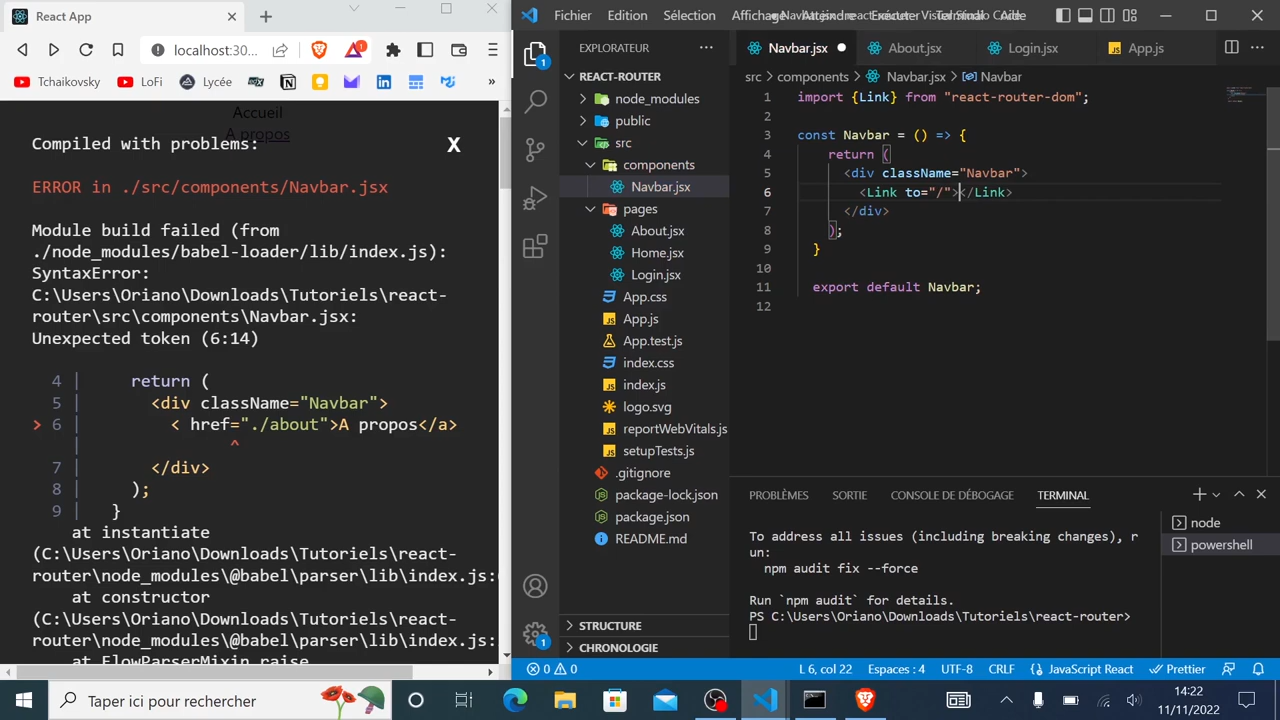 React App
localhost:30...
1
Tchaikovsky
LoFi
Lycée
»
Accueil
A propos
Compiled with problems:
X
ERROR in ./src/components/Navbar.jsx
Module build failed (from
./node_modules/babel-loader/lib/index.js):
SyntaxError:
C:\Users\Oriano\Downloads\Tutoriels\react-
router\src\components\Navbar.jsx:
Unexpected token (6:14)
4 | return (
5 | <div className="Navbar">
> 6 | < href="./about">A propos</a>
| ^
7 | </div>
8 | );
9 | }
at instantiate
(C:\Users\Oriano\Downloads\Tutoriels\react-
router\node_modules\@babel\parser\lib\index.js:
at constructor
(C:\Users\Oriano\Downloads\Tutoriels\react-
router\node_modules\@babel\parser\lib\index.js:
at FlowParserMixin.raise
Fichier Edition Sélection Affichage
EXPLORATEUR
REACT-ROUTER
node_modules
public
src
components
Navbar.jsx
pages
About.jsx
Home.jsx
Login.jsx
App.css
App.js
App.test.js
index.css
index.js
logo.svg
reportWebVitals.js
setupTests.js
.gitignore
package-lock.json
package.json
README.md
STRUCTURE
CHRONOLOGIE
1
1
Navbar.jsx
About.jsx
Login.jsx
App.js
src > components > Navbar.jsx > Navbar
1 import {Link} from "react-router-dom";
2
3 const Navbar = () => {
4 return (
5 <div className="Navbar">
6 <Link to="/"></Link>
7 </div>
8 );
9 }
10
11 export default Navbar;
12
PROBLÈMES SORTIE CONSOLE DE DÉBOGAGE TERMINAL
To address all issues (including breaking changes), r
un:
npm audit fix --force
Run `npm audit` for details.
PS C:\Users\Oriano\Downloads\Tutoriels\react-router>
node
powershell
0 0 L 6, col 22 Espaces : 4 UTF-8 CRLF JavaScript React Prettier
Taper ici pour rechercher
14:22
11/11/2022